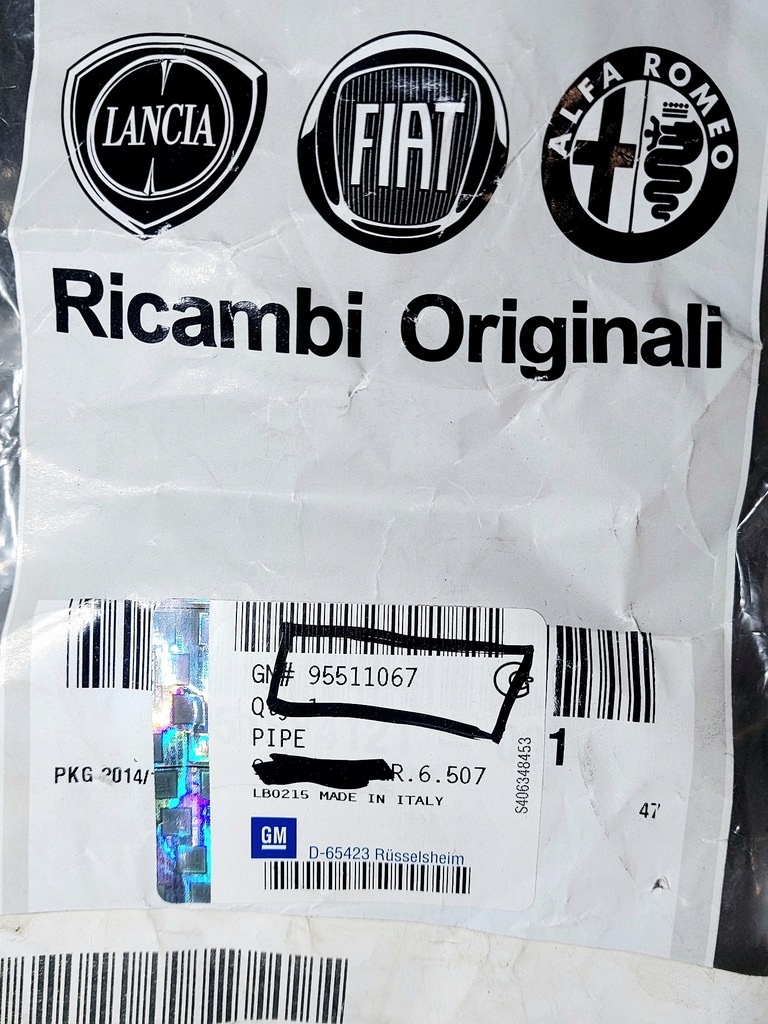 LANCIA
FIAT
ALFA ROMEO
Ricambi Originali
GN# 95511067
G
PIPE
R.6.507
LB0215 MADE IN ITALY
GM
D-65423 Rüsselsheim
S406348453
PKG 2014/
1
47